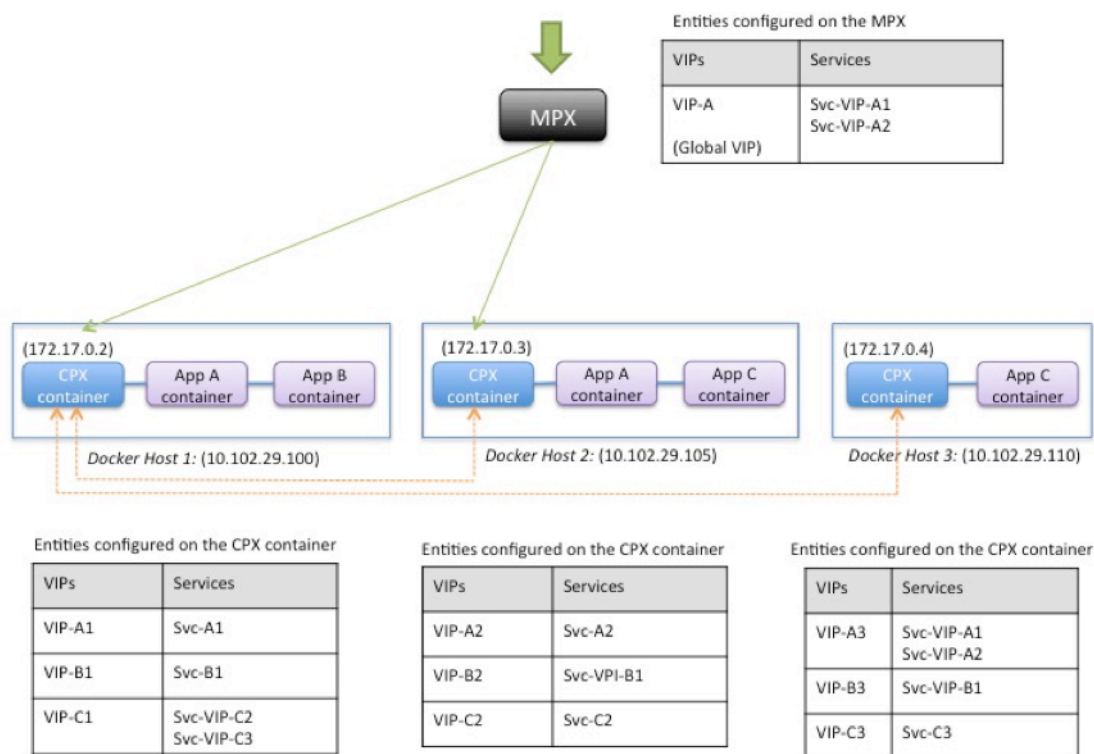 Entities configured on the MPX
VIPs Services
VIP-A Svc-VIP-A1
Svc-VIP-A2
(Global VIP)
MPX
(172.17.0.2)
CPX
container
App A
container
App B
container
Docker Host 1: (10.102.29.100)
(172.17.0.3)
CPX
container
App A
container
App C
container
Docker Host 2: (10.102.29.105)
(172.17.0.4)
CPX
container
App C
container
Docker Host 3: (10.102.29.110)
Entities configured on the CPX container
VIPs Services
VIP-A1 Svc-A1
VIP-B1 Svc-B1
VIP-C1 Svc-VIP-C2
Svc-VIP-C3
Entities configured on the CPX container
VIPs Services
VIP-A2 Svc-A2
VIP-B2 Svc-VPI-B1
VIP-C2 Svc-C2
Entities configured on the CPX container
VIPs Services
VIP-A3 Svc-VIP-A1
Svc-VIP-A2
VIP-B3 Svc-VIP-B1
VIP-C3 Svc-C3